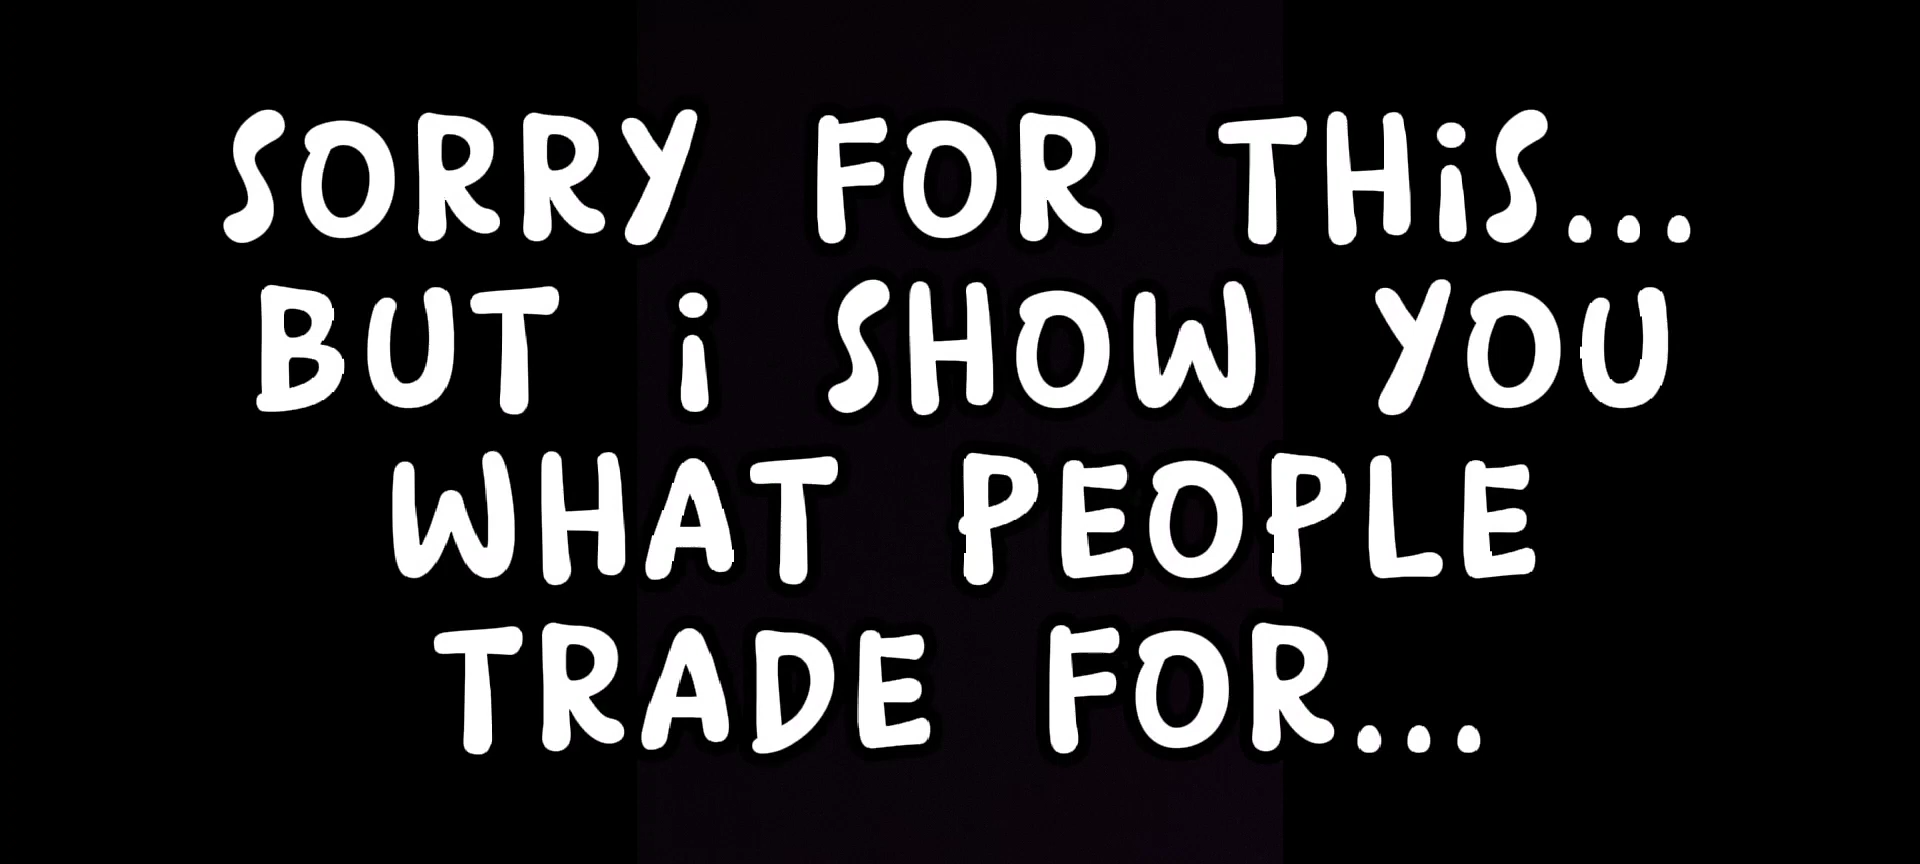 SORRY FOR THiS...
BUT i SHOW YOU
WHAT PEOPLE
TRADE FOR...